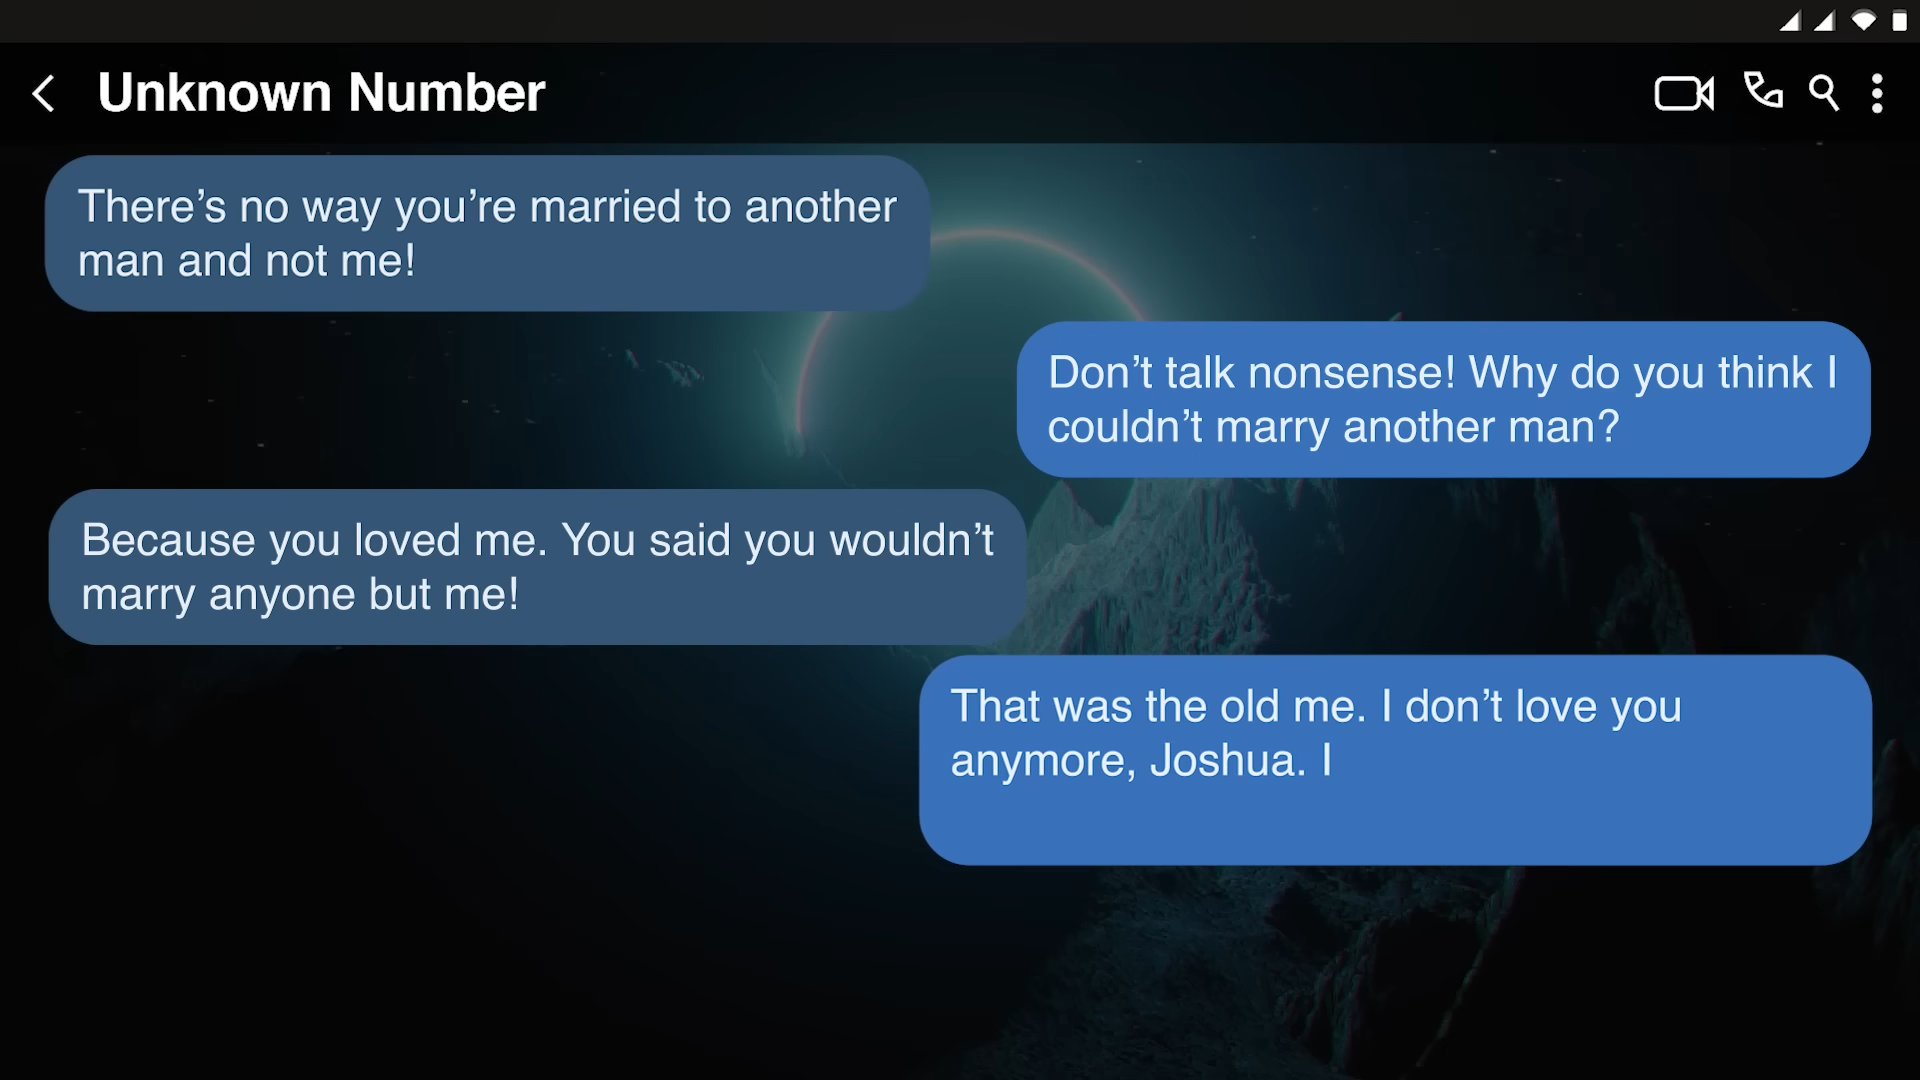 Unknown Number
There’s no way you’re married to another
man and not me!
Don’t talk nonsense! Why do you think I
couldn’t marry another man?
Because you loved me. You said you wouldn’t
marry anyone but me!
That was the old me. I don’t love you
anymore, Joshua. I